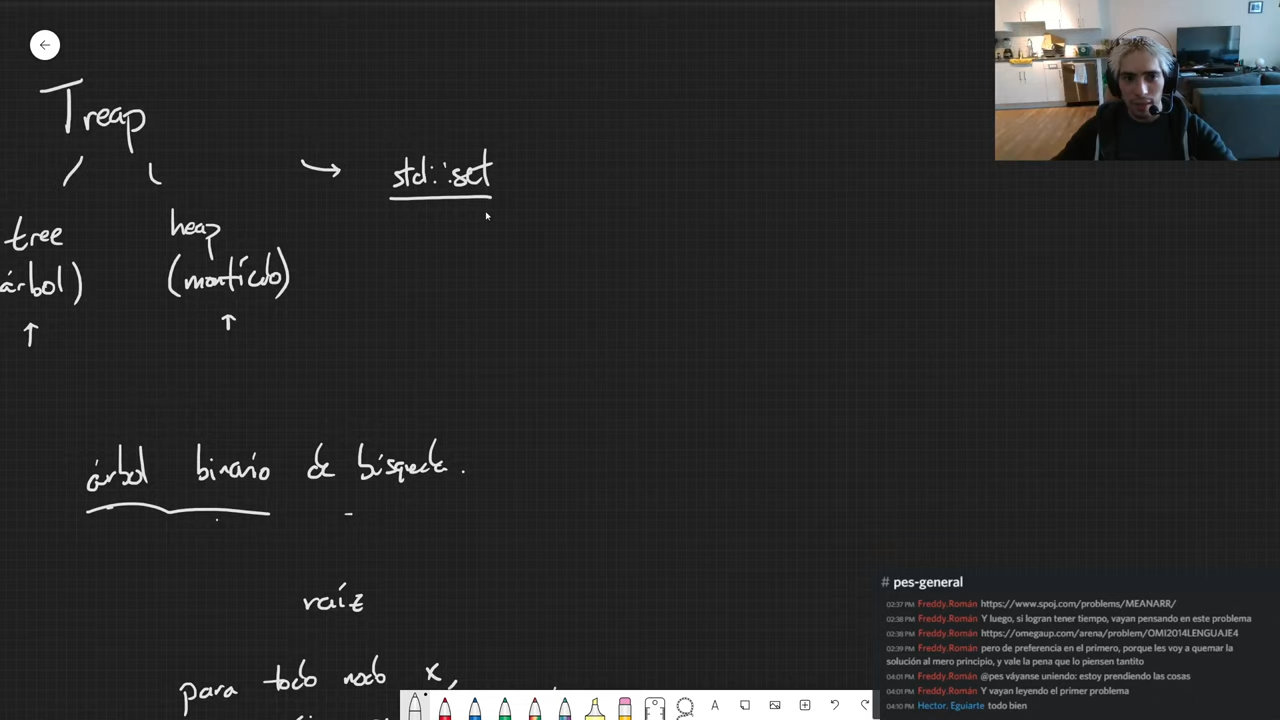 Treap
std::set
tree
heap
árbol)
(montículo)
árbol binario de búsqueda.
raíz
para todo nodo x,
# pes-general
02:37 PM Freddy.Román https://www.spoj.com/problems/MEANARR/
02:38 PM Freddy.Román Y luego, si logran tener tiempo, vayan pensando en este problema
02:38 PM Freddy.Román https://omegaup.com/arena/problem/OMI2014LENGUAJE4
02:39 PM Freddy.Román pero de preferencia en el primero, porque les voy a quemar la
solución al mero principio, y vale la pena que lo piensen tantito
04:01 PM Freddy.Román @pes váyanse uniendo: estoy prendiendo las cosas
04:01 PM Freddy.Román Y vayan leyendo el primer problema
04:10 PM Hector. Eguiarte todo bien